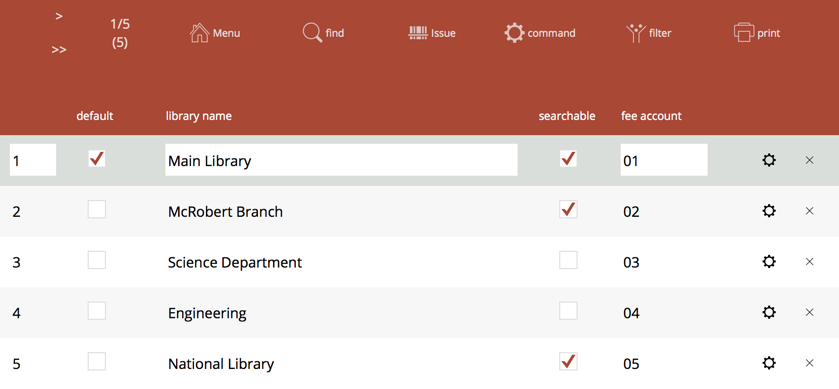 > 1/5
>> (5)
Menu find Issue command filter print
default library name searchable fee account
1 Main Library 01
2 McRobert Branch 02
3 Science Department 03
4 Engineering 04
5 National Library 05